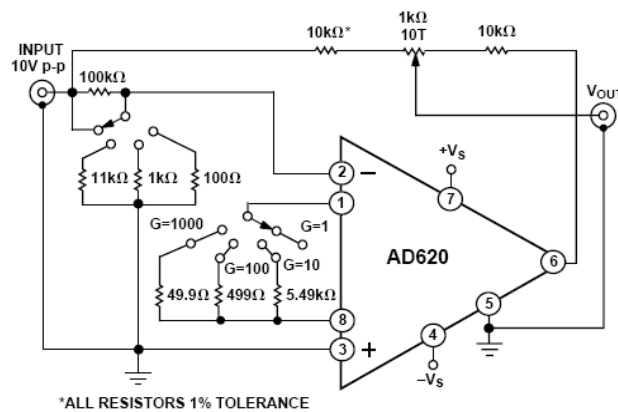 INPUT
10V p-p
100kΩ
10kΩ*
1kΩ
10T
10kΩ
VOUT
11kΩ
1kΩ
100Ω
+VS
2
−
7
1
G=1000
G=1
G=100
G=10
AD620
6
49.9Ω
499Ω
5.49kΩ
5
8
4
3
+
–VS
*ALL RESISTORS 1% TOLERANCE